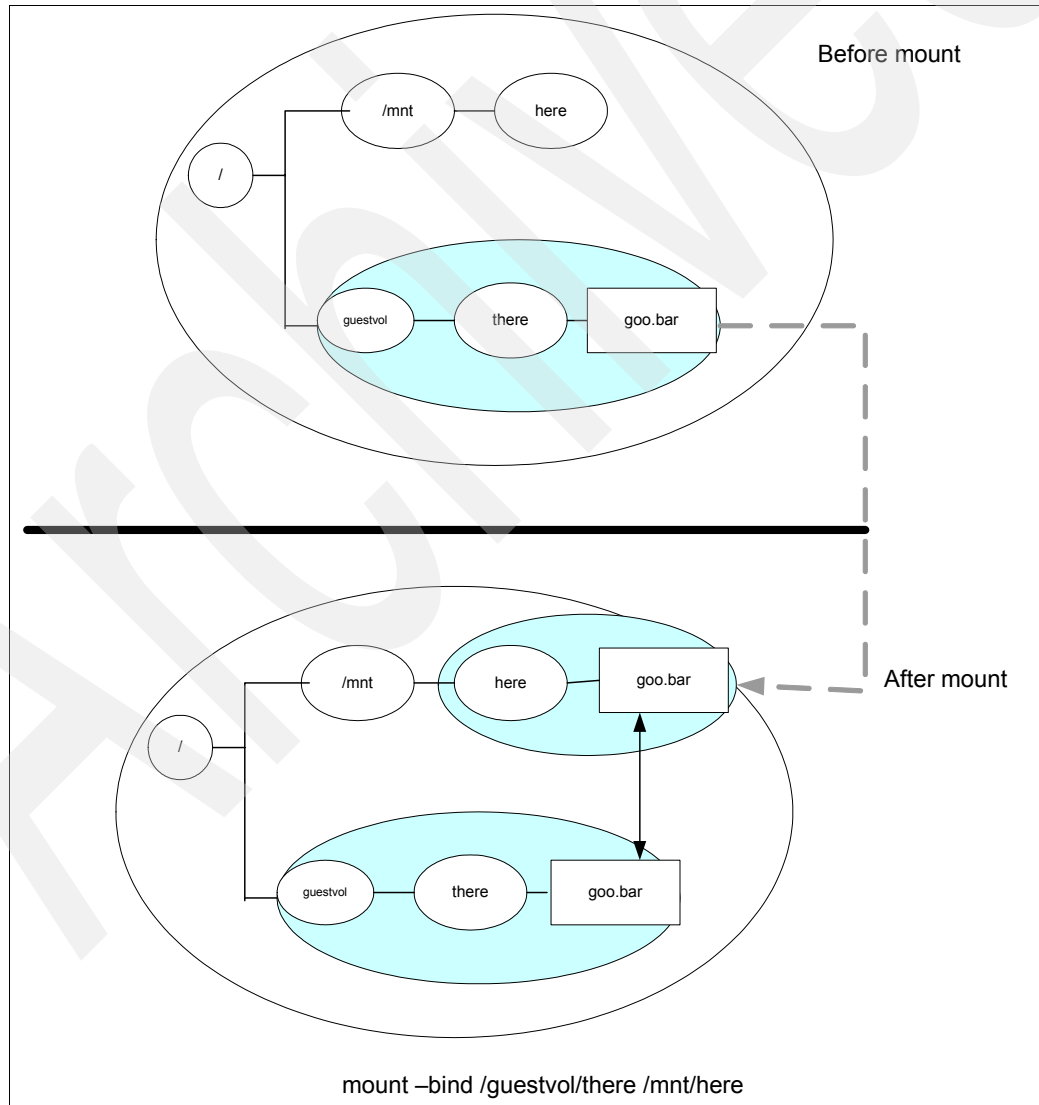 Before mount
/mnt
here
/
guestvol
there
goo.bar
/mnt
here
goo.bar
After mount
/
guestvol
there
goo.bar
mount –bind /guestvol/there /mnt/here
Archive